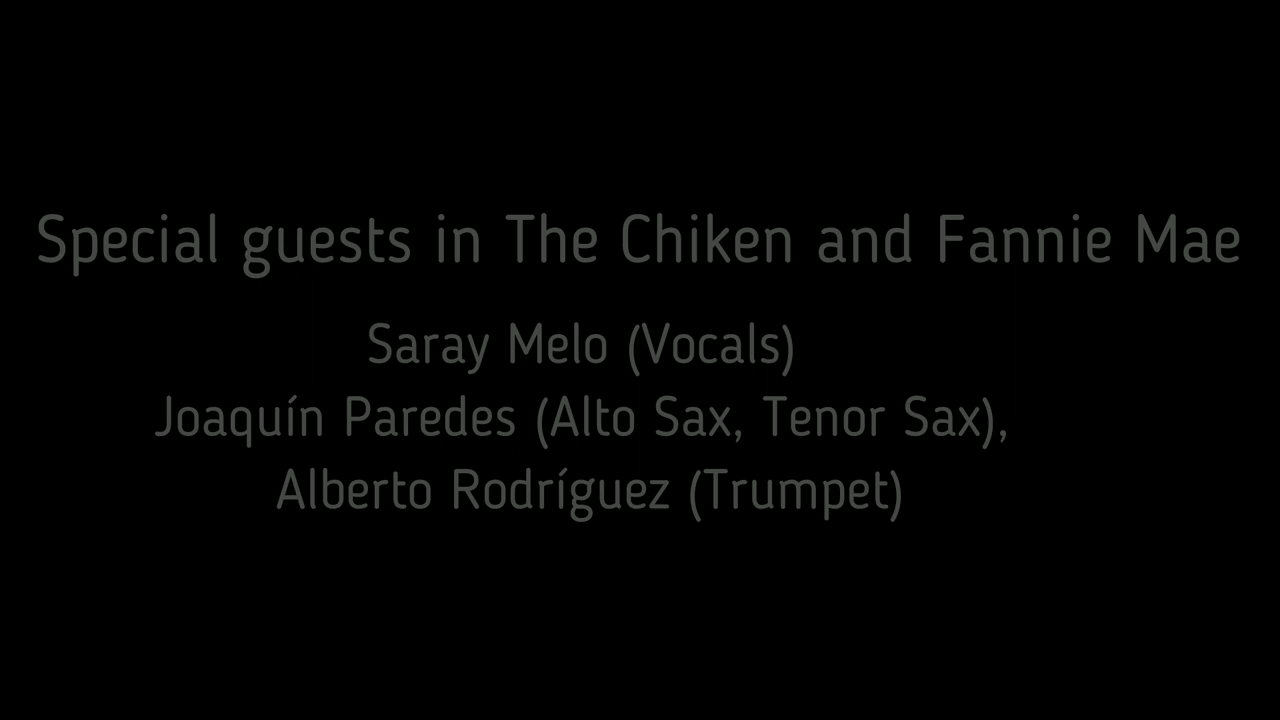 Special guests in The Chiken and Fannie Mae
Saray Melo (Vocals)
Joaquín Paredes (Alto Sax, Tenor Sax),
Alberto Rodríguez (Trumpet)